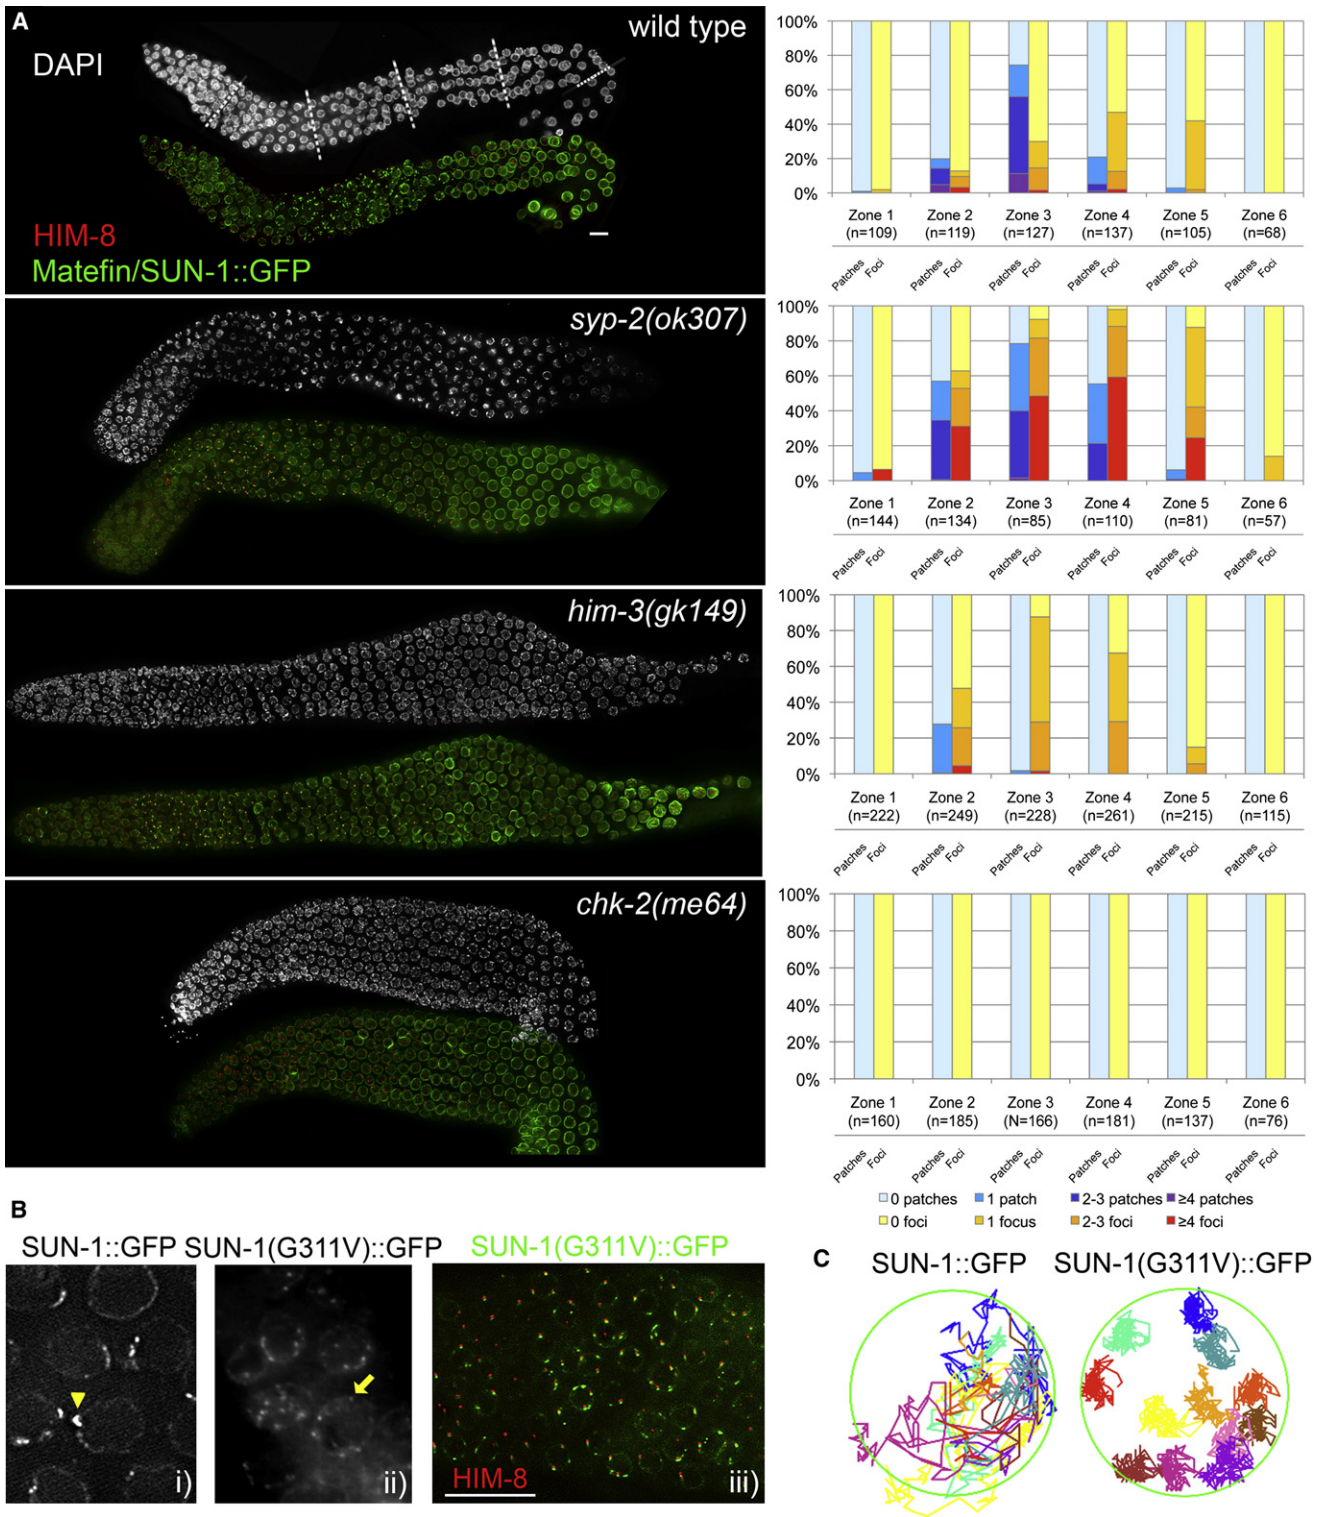 A
wild type
DAPI
HIM-8
Matefin/SUN-1::GFP
100%
80%
60%
40%
20%
0%
Zone 1 Zone 2 Zone 3 Zone 4 Zone 5 Zone 6
(n=109) (n=119) (n=127) (n=137) (n=105) (n=68)
Patches Foci Patches Foci Patches Foci Patches Foci Patches Foci Patches Foci
syp-2(ok307)
100%
80%
60%
40%
20%
0%
Zone 1 Zone 2 Zone 3 Zone 4 Zone 5 Zone 6
(n=144) (n=134) (n=85) (n=110) (n=81) (n=57)
Patches Foci Patches Foci Patches Foci Patches Foci Patches Foci Patches Foci
him-3(gk149)
100%
80%
60%
40%
20%
0%
Zone 1 Zone 2 Zone 3 Zone 4 Zone 5 Zone 6
(n=222) (n=249) (n=228) (n=261) (n=215) (n=115)
Patches Foci Patches Foci Patches Foci Patches Foci Patches Foci Patches Foci
chk-2(me64)
100%
80%
60%
40%
20%
0%
Zone 1 Zone 2 Zone 3 Zone 4 Zone 5 Zone 6
(n=160) (n=185) (N=166) (n=181) (n=137) (n=76)
Patches Foci Patches Foci Patches Foci Patches Foci Patches Foci Patches Foci
0 patches 1 patch 2-3 patches ≥4 patches
0 foci 1 focus 2-3 foci ≥4 foci
B
SUN-1::GFP SUN-1(G311V)::GFP SUN-1(G311V)::GFP
i) ii) HIM-8 iii)
C
SUN-1::GFP SUN-1(G311V)::GFP